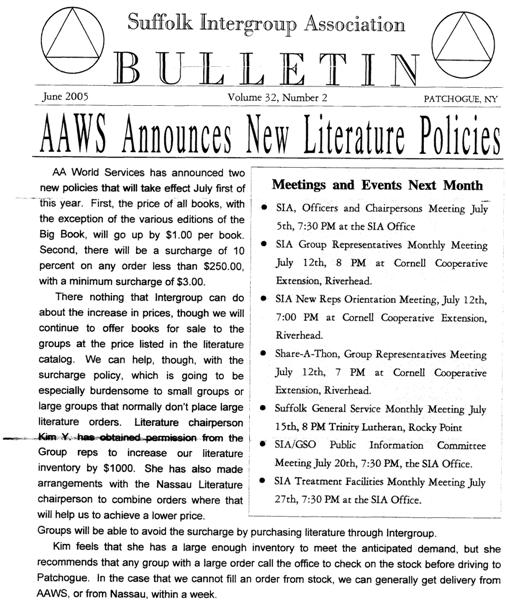 Suffolk Intergroup Association
BULLETIN
June 2005 Volume 32, Number 2 PATCHOGUE, NY
AAWS Announces New Literature Policies
AA World Services has announced two
new policies that will take effect July first of
this year. First, the price of all books, with
the exception of the various editions of the
Big Book, will go up by $1.00 per book.
Second, there will be a surcharge of 10
percent on any order less than $250.00,
with a minimum surcharge of $3.00.
There nothing that Intergroup can do
about the increase in prices, though we will
continue to offer books for sale to the
groups at the price listed in the literature
catalog. We can help, though, with the
surcharge policy, which is going to be
especially burdensome to small groups or
large groups that normally don't place large
literature orders. Literature chairperson
Kim Y. has obtained permission from the
Group reps to increase our literature
inventory by $1000. She has also made
arrangements with the Nassau Literature
chairperson to combine orders where that
will help us to achieve a lower price.
Groups will be able to avoid the surcharge by purchasing literature through Intergroup.
Kim feels that she has a large enough inventory to meet the anticipated demand, but she
recommends that any group with a large order call the office to check on the stock before driving to
Patchogue. In the case that we cannot fill an order from stock, we can generally get delivery from
AAWS, or from Nassau, within a week.
Meetings and Events Next Month
• SIA, Officers and Chairpersons Meeting July
5th, 7:30 PM at the SIA Office
• SIA Group Representatives Monthly Meeting
July 12th, 8 PM at Cornell Cooperative
Extension, Riverhead.
• SIA New Reps Orientation Meeting, July 12th,
7:00 PM at Cornell Cooperative Extension,
Riverhead.
• Share-A-Thon, Group Representatives Meeting
July 12th, 7 PM at Cornell Cooperative
Extension, Riverhead.
• Suffolk General Service Monthly Meeting July
15th, 8 PM Trinity Lutheran, Rocky Point
• SIA/GSO Public Information Committee
Meeting July 20th, 7:30 PM, the SIA Office.
• SIA Treatment Facilities Monthly Meeting July
27th, 7:30 PM at the SIA Office.